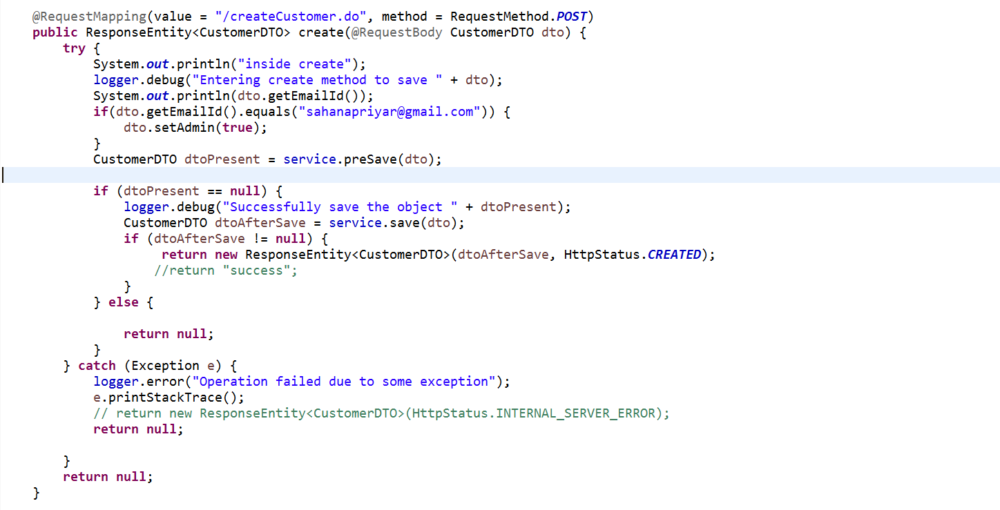 @RequestMapping(value = "/createCustomer.do", method = RequestMethod.POST)
public ResponseEntity<CustomerDTO> create(@RequestBody CustomerDTO dto) {
try {
System.out.println("inside create");
logger.debug("Entering create method to save " + dto);
System.out.println(dto.getEmailId());
if(dto.getEmailId().equals("sahanapriyar@gmail.com")) {
dto.setAdmin(true);
}
CustomerDTO dtoPresent = service.preSave(dto);
if (dtoPresent == null) {
logger.debug("Successfully save the object " + dtoPresent);
CustomerDTO dtoAfterSave = service.save(dto);
if (dtoAfterSave != null) {
return new ResponseEntity<CustomerDTO>(dtoAfterSave, HttpStatus.CREATED);
//return "success";
}
} else {
return null;
}
} catch (Exception e) {
logger.error("Operation failed due to some exception");
e.printStackTrace();
// return new ResponseEntity<CustomerDTO>(HttpStatus.INTERNAL_SERVER_ERROR);
return null;
}
return null;
}